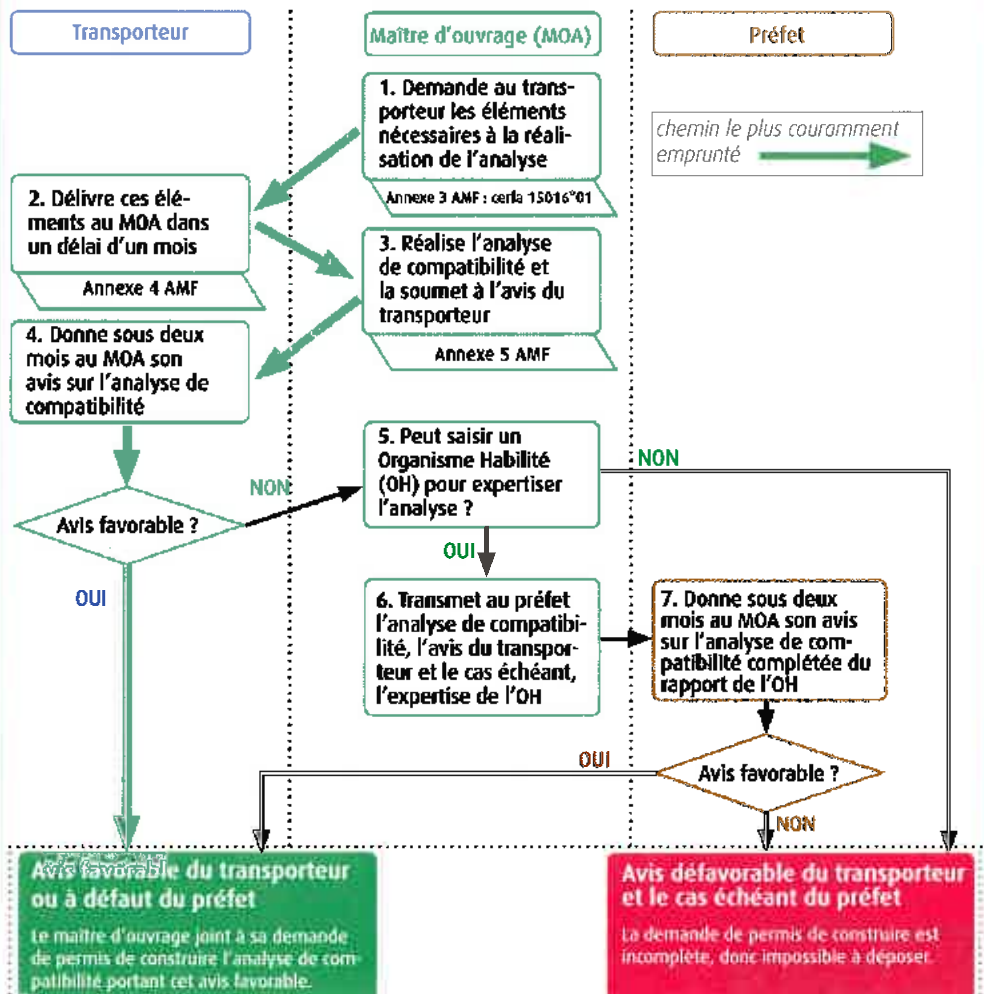 Transporteur
Maître d'ouvrage (MOA)
Préfet
1. Demande au trans-
porteur les éléments
nécessaires à la réali-
sation de l'analyse
Annexe 3 AMF : cerfa 15016*01
chemin le plus couramment
emprunté
2. Délivre ces élé-
ments au MOA dans
un délai d'un mois
Annexe 4 AMF
3. Réalise l'analyse
de compatibilité et
la soumet à l'avis du
transporteur
Annexe 5 AMF
4. Donne sous deux
mois au MOA son
avis sur l'analyse de
compatibilité
Avis favorable ?
NON
OUI
5. Peut saisir un
Organisme Habilité
(OH) pour expertiser
l'analyse ?
NON
OUI
6. Transmet au préfet
l'analyse de compatibi-
lité, l'avis du transpor-
teur et le cas échéant,
l'expertise de l'OH
7. Donne sous deux
mois au MOA son avis
sur l'analyse de com-
patibilité complétée du
rapport de l'OH
Avis favorable ?
OUI
NON
Avis favorable du transporteur
ou à défaut du préfet
Le maître d'ouvrage joint à sa demande
de permis de construire l'analyse de com-
patibilité portant cet avis favorable.
Avis défavorable du transporteur
et le cas échéant du préfet
La demande de permis de construire est
incomplète, donc impossible à déposer.